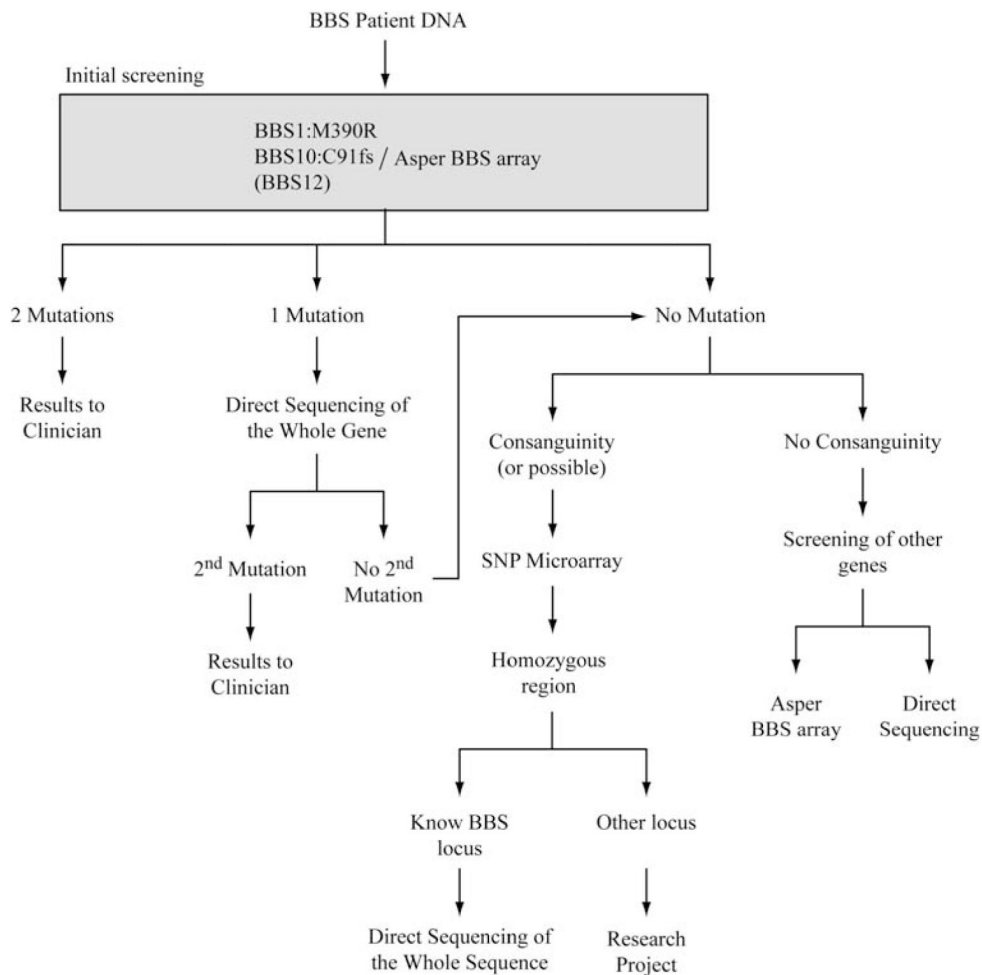 BBS Patient DNA
Initial screening
BBS1:M390R
BBS10:C91fs / Asper BBS array
(BBS12)
2 Mutations
1 Mutation
No Mutation
Results to
Clinician
Direct Sequencing of
the Whole Gene
Consanguinity
(or possible)
No Consanguinity
2nd Mutation
No 2nd
Mutation
SNP Microarray
Screening of other
genes
Results to
Clinician
Homozygous
region
Asper
BBS array
Direct
Sequencing
Know BBS
locus
Other locus
Direct Sequencing of
the Whole Sequence
Research
Project